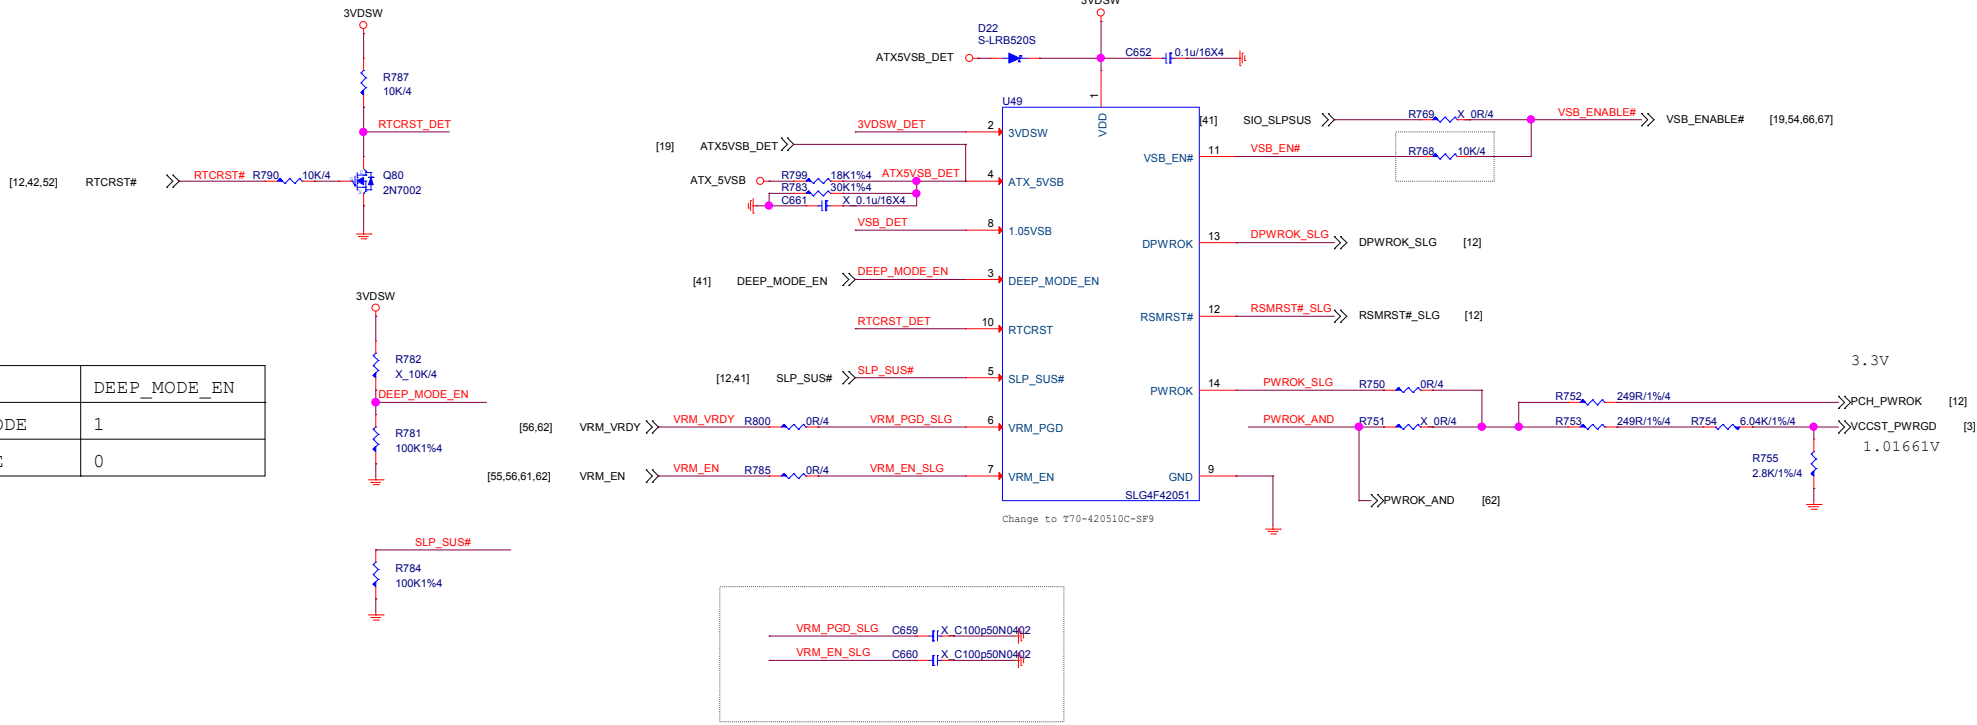 3VDSW
R787
10K/4
RTCRST_DET
[12,42,52]
RTCRST#
RTCRST#
R790
10K/4
Q80
2N7002
3VDSW
R782
X_10K/4
DEEP_MODE_EN
R781
100K1%4
SLP_SUS#
R784
100K1%4
DEEP_MODE_EN
1
0
3VDSW
D22
S-LRB520S
ATX5VSB_DET
C652
0.1u/16X4
U49
1
VDD
3VDSW_DET
2
3VDSW
[19]
ATX5VSB_DET
ATX_5VSB
R799
18K1%4
ATX5VSB_DET
4
ATX_5VSB
R783
30K1%4
C661
X_0.1u/16X4
VSB_DET
8
1.05VSB
[41]
DEEP_MODE_EN
DEEP_MODE_EN
3
DEEP_MODE_EN
RTCRST_DET
10
RTCRST
[12,41]
SLP_SUS#
SLP_SUS#
5
SLP_SUS#
[56,62]
VRM_VRDY
VRM_VRDY
R800
0R/4
VRM_PGD_SLG
6
VRM_PGD
[55,56,61,62]
VRM_EN
VRM_EN
R785
0R/4
VRM_EN_SLG
7
VRM_EN
[41]
SIO_SLPSUS
R769
X_0R/4
VSB_ENABLE#
VSB_ENABLE#
[19,54,66,67]
VSB_EN#
11
VSB_EN#
R768
10K/4
DPWROK
13
DPWROK_SLG
DPWROK_SLG
[12]
RSMRST#
12
RSMRST#_SLG
RSMRST#_SLG
[12]
3.3V
PWROK
14
PWROK_SLG
R750
0R/4
R752
249R/1%/4
PCH_PWROK
[12]
PWROK_AND
R751
X_0R/4
R753
249R/1%/4
R754
6.04K/1%/4
VCCST_PWRGD
[3]
1.01661V
R755
2.8K/1%/4
GND
9
SLG4F42051
PWROK_AND
[62]
Change to T70-420510C-SF9
VRM_PGD_SLG
C659
X_C100p50N0402
VRM_EN_SLG
C660
X_C100p50N0402